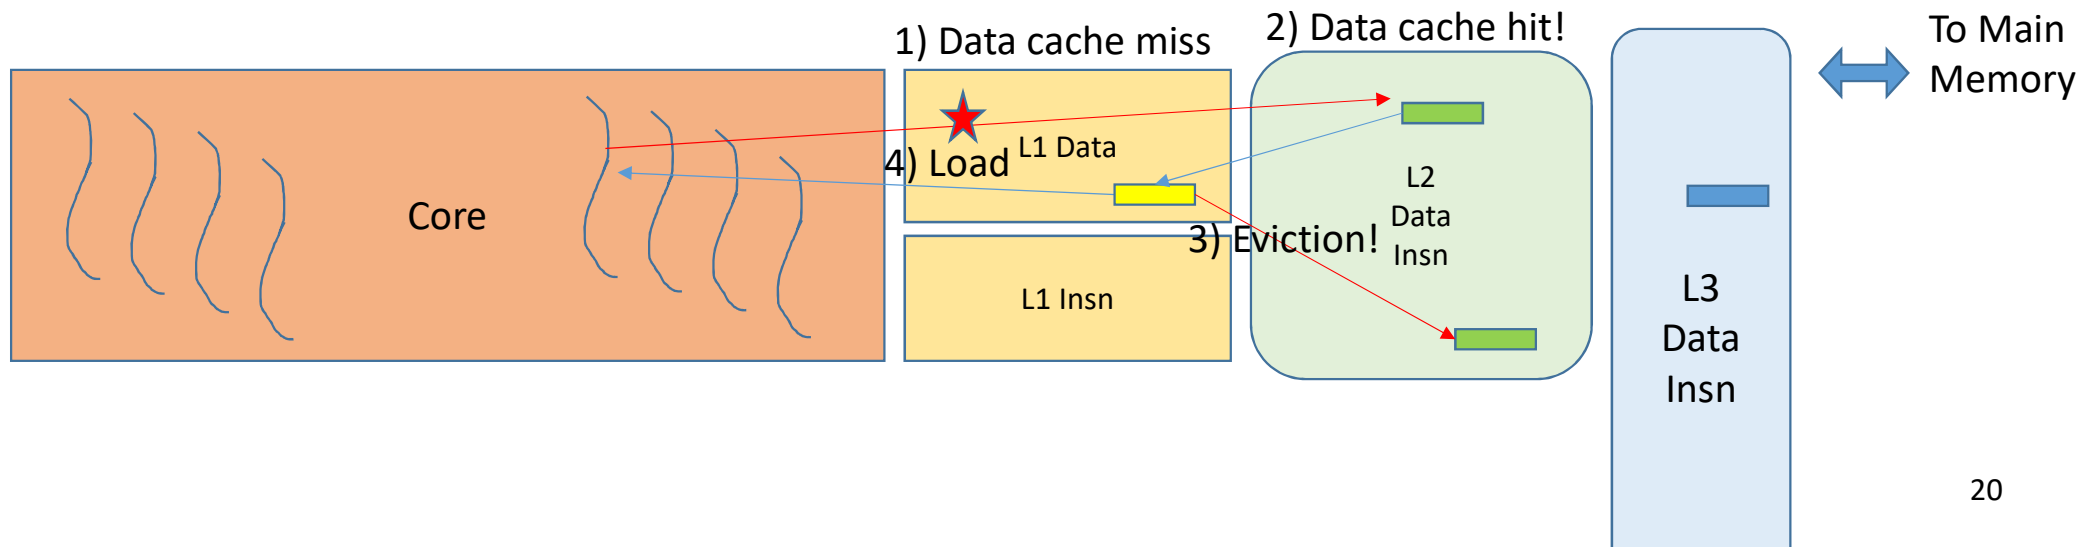 1) Data cache miss
2) Data cache hit!
To Main
Memory
Core
4) Load
L1 Data
3) Eviction!
L1 Insn
L2
Data
Insn
L3
Data
Insn
20